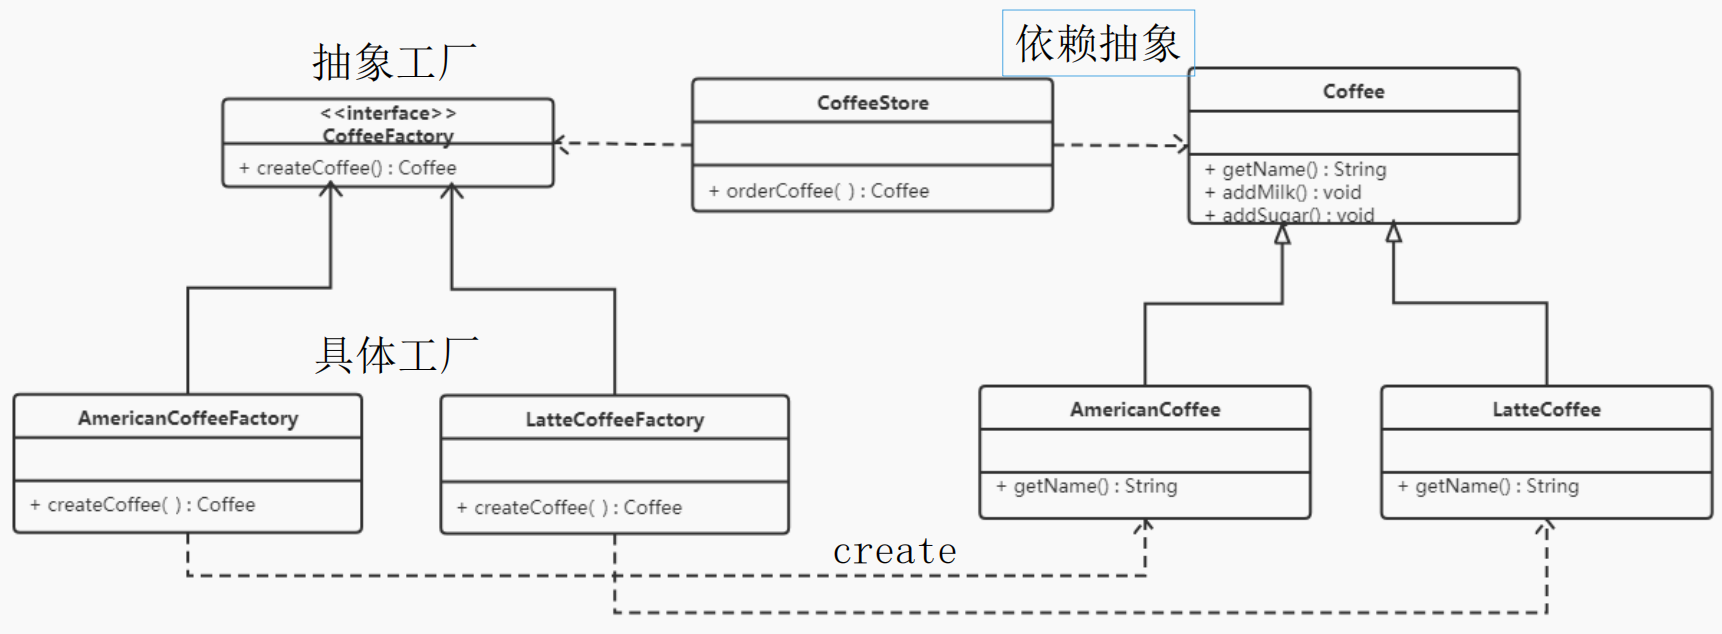 抽象工厂
依赖抽象
<<interface>>
CoffeeFactory
+ createCoffee() : Coffee
CoffeeStore
+ orderCoffee( ) : Coffee
Coffee
+ getName() : String
+ addMilk() : void
+ addSugar() : void
具体工厂
AmericanCoffeeFactory
+ createCoffee( ) : Coffee
LatteCoffeeFactory
+ createCoffee( ) : Coffee
AmericanCoffee
+ getName() : String
LatteCoffee
+ getName() : String
create